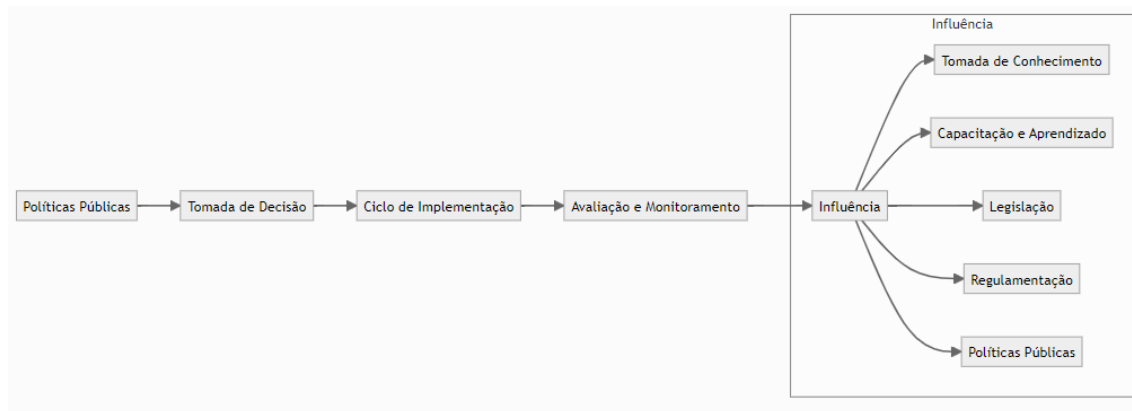 Influência
Tomada de Conhecimento
Capacitação e Aprendizado
Políticas Públicas
Tomada de Decisão
Ciclo de Implementação
Avaliação e Monitoramento
Influência
Legislação
Regulamentação
Políticas Públicas